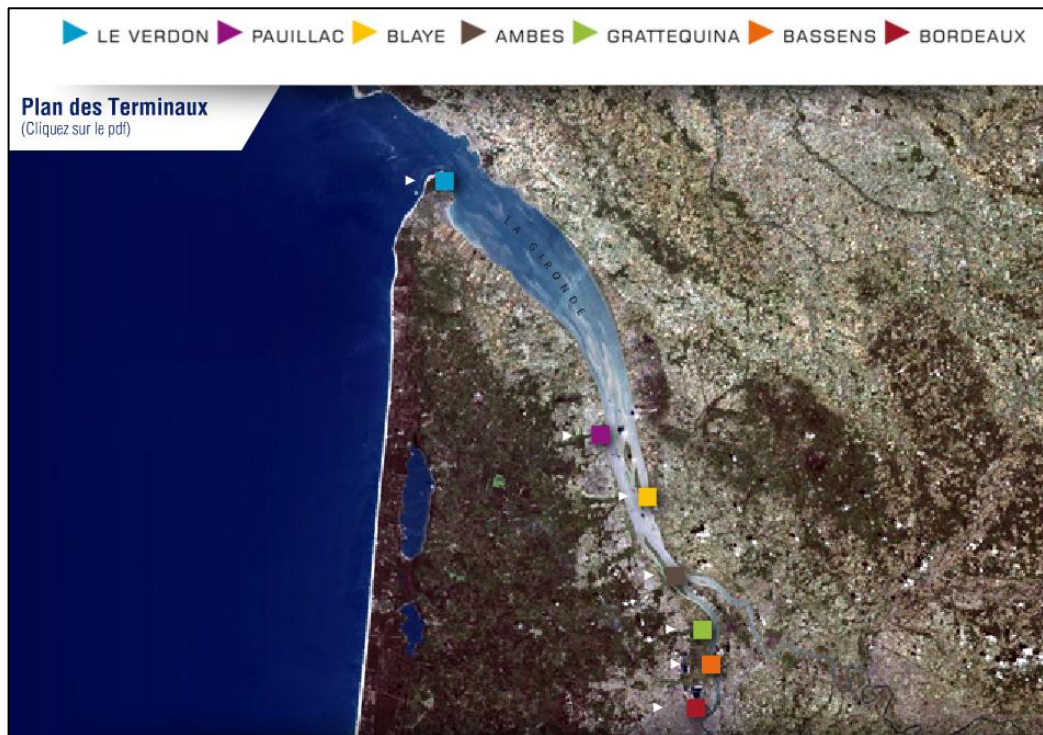 LE VERDON PAUILLAC BLAYE AMBES GRATTEQUINA BASSENS BORDEAUX
Plan des Terminaux
(Cliquez sur le pdf)
LA GIRONDE